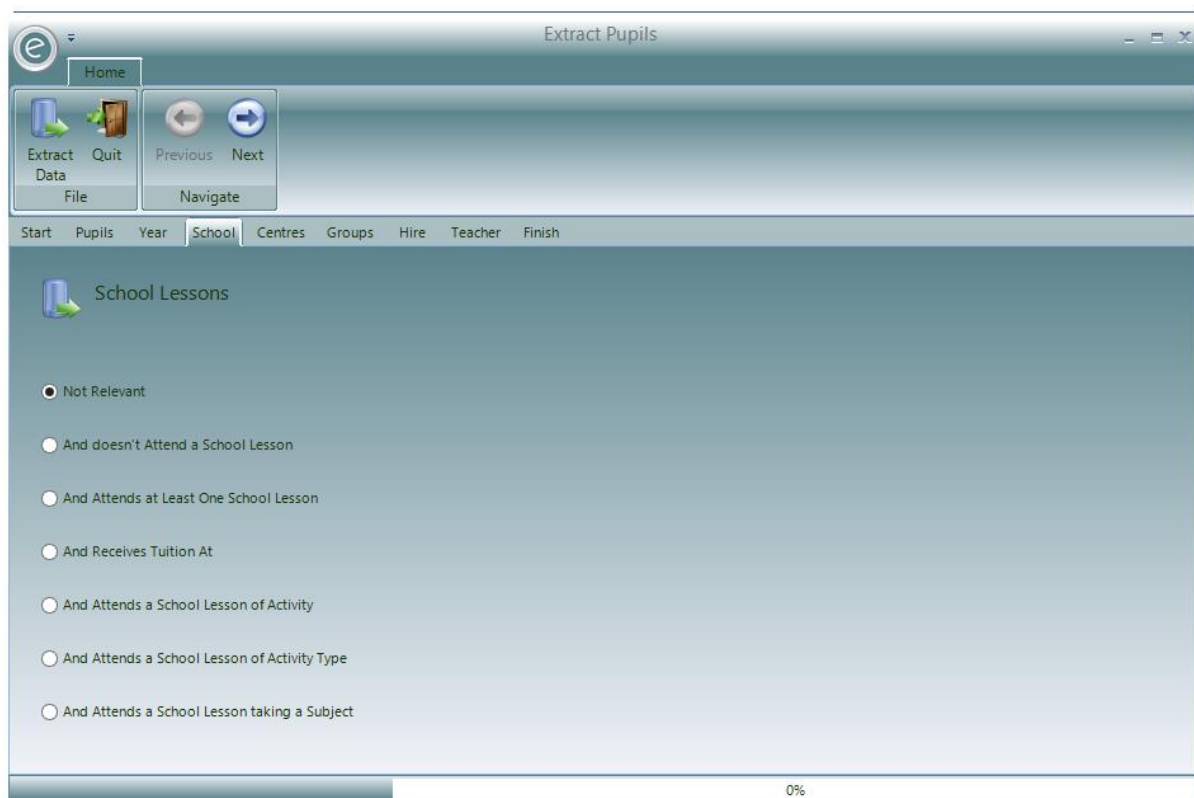 Extract Pupils
Home
Extract Data
Quit
Previous
Next
File
Navigate
Start Pupils Year School Centres Groups Hire Teacher Finish
School Lessons
Not Relevant
And doesn't Attend a School Lesson
And Attends at Least One School Lesson
And Receives Tuition At
And Attends a School Lesson of Activity
And Attends a School Lesson of Activity Type
And Attends a School Lesson taking a Subject
0%